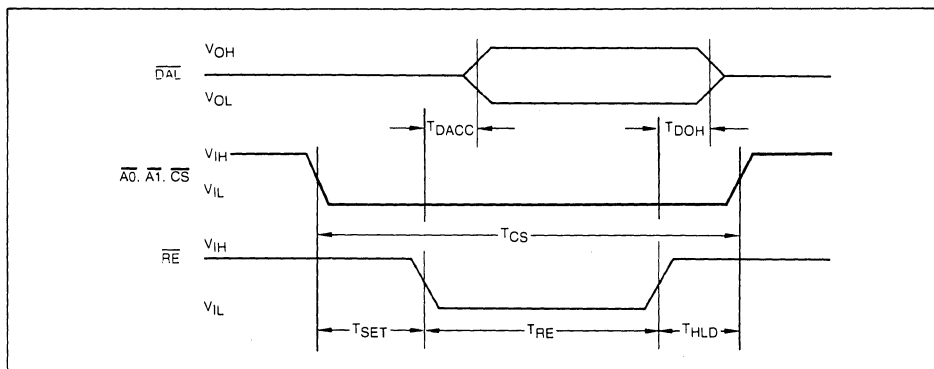 VOH
DAL
VOL
TDACC
TDOH
VIH
A0. A1. CS
VIL
TCS
VIH
RE
VIL
TSET
TRE
THLD